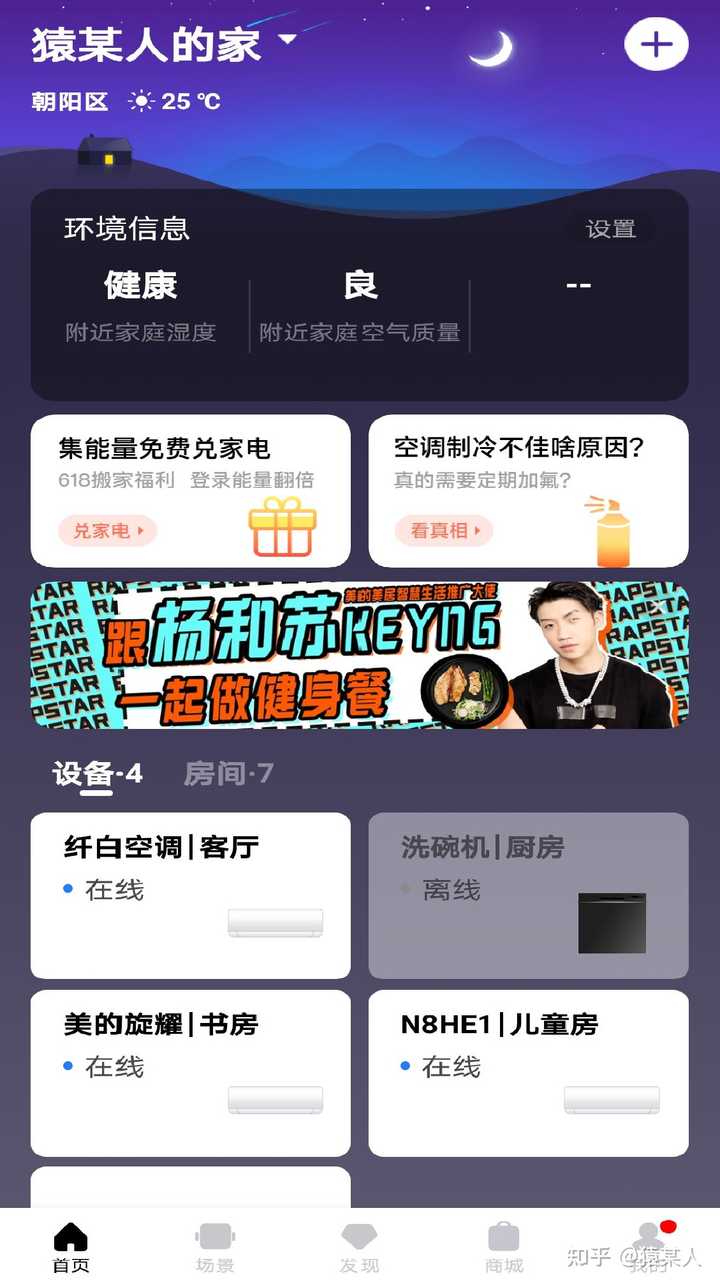 猿某人的家
朝阳区 25 ℃
环境信息 设置
健康 良 --
附近家庭湿度 附近家庭空气质量
集能量免费兑家电
618搬家福利 登录能量翻倍
兑家电
空调制冷不佳啥原因?
真的需要定期加氟?
看真相
美的美居智慧生活推广大使
跟杨和苏KEYNG
一起做健身餐
RAPSTAR
设备·4 房间·7
纤白空调|客厅
在线
洗碗机|厨房
离线
美的旋耀|书房
在线
N8HE1|儿童房
在线
首页 场景 发现 商城 我的
知乎 @猿某人